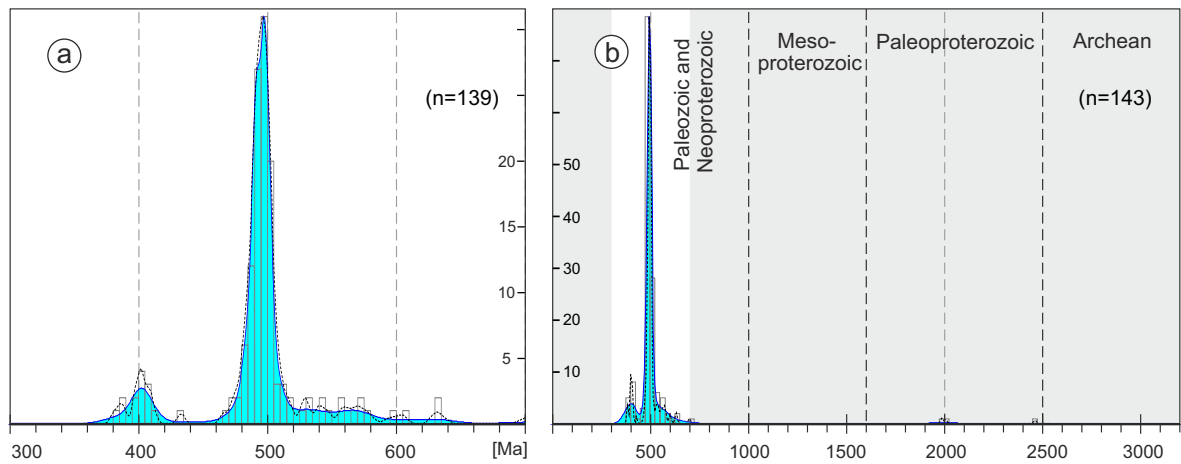 a
(n=139)
20
15
10
5
300
400
500
600
[Ma]
b
Paleozoic and
Neoproterozoic
Meso-
proterozoic
Paleoproterozoic
Archean
(n=143)
50
40
30
20
10
500
1000
1500
2000
2500
3000